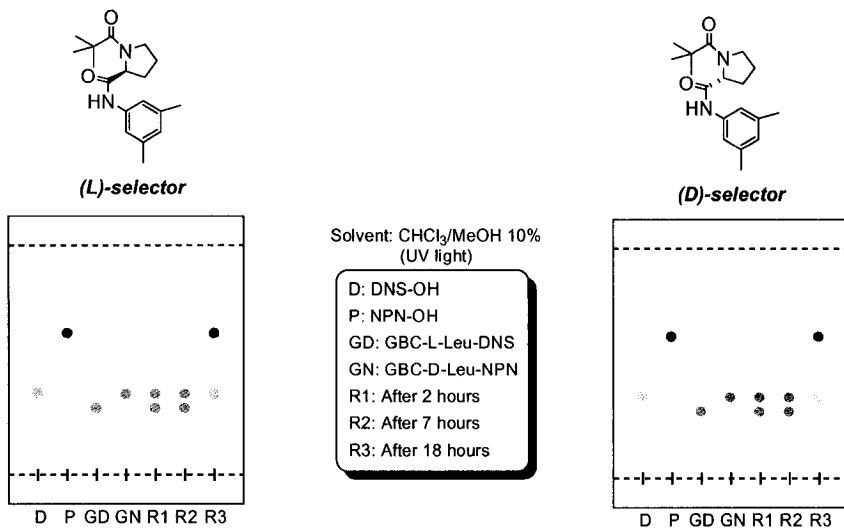 O
N
O
HN
(L)-selector
O
N
O
HN
(D)-selector
Solvent: CHCl3/MeOH 10%
(UV light)
D: DNS-OH
P: NPN-OH
GD: GBC-L-Leu-DNS
GN: GBC-D-Leu-NPN
R1: After 2 hours
R2: After 7 hours
R3: After 18 hours
D P GD GN R1 R2 R3
D P GD GN R1 R2 R3